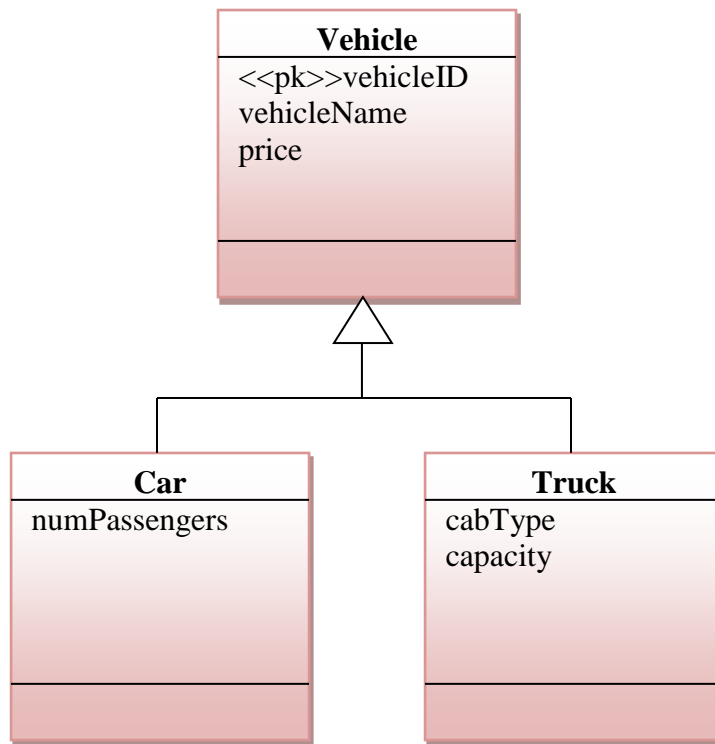 Vehicle
<<pk>>vehicleID
vehicleName
price
Car
numPassengers
Truck
cabType
capacity